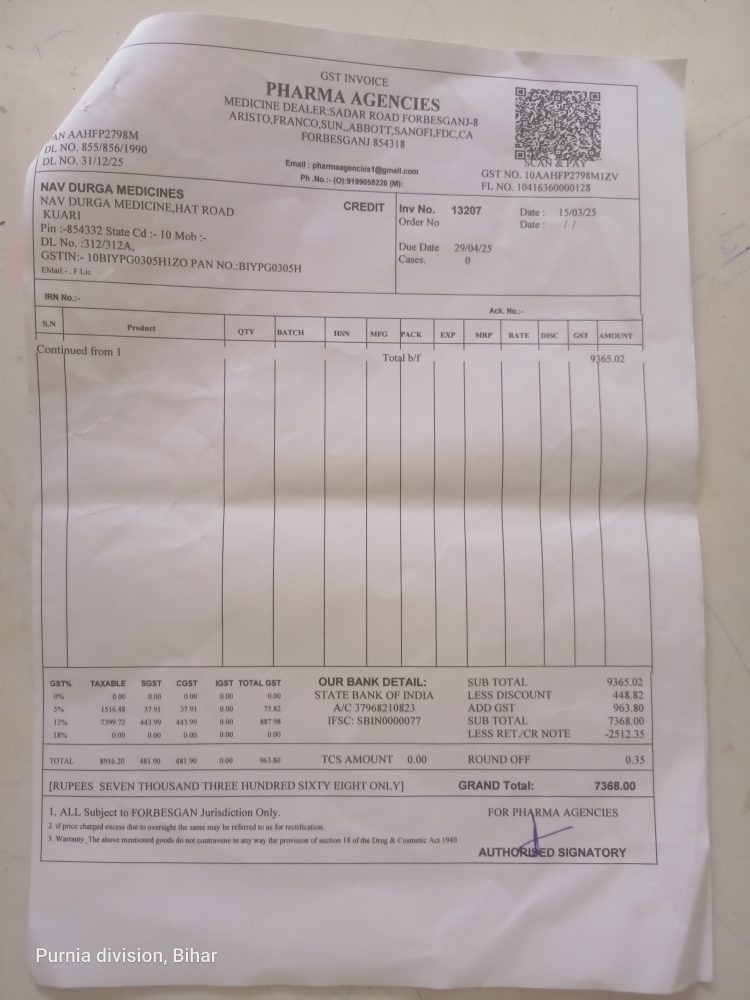 GST INVOICE
PHARMA AGENCIES
MEDICINE DEALER:SADAR ROAD FORBESGANJ-8
ARISTO,FRANCO,SUN,,ABBOTT,SANOFI,FDC,CA
FORBESGANJ 854318
Email : pharmaagencies1@gmail.com
Ph .No.:- (O):9199058226 (M):
AN AAHFP2798M
DL NO. 855/856/1990
DL NO. 31/12/25
SCAN & PAY
GST NO. 10AAHFP2798M1ZV
FL NO. 10416360000128
NAV DURGA MEDICINES
NAV DURGA MEDICINE,HAT ROAD
KUARI
Pin :-854332 State Cd :- 10 Mob :-
DL No. :312/312A,
GSTIN:- 10BIYPG0305H1ZO PAN NO.:BIYPG0305H
EMail:- , F.Lic
CREDIT
Inv No. 13207 Date : 15/03/25
Order No Date : / /
Due Date 29/04/25
Cases. 0
IRN No.:- Ack. No.:-
S.N Product QTY BATCH HSN MFG PACK EXP MRP RATE DISC GST AMOUNT
Continued from 1 Total b/f 9365.02
GST% TAXABLE SGST CGST IGST TOTAL GST
0% 0.00 0.00 0.00 0.00 0.00
5% 1516.48 37.91 37.91 0.00 75.82
12% 7399.72 443.99 443.99 0.00 887.98
18% 0.00 0.00 0.00 0.00 0.00
TOTAL 8916.20 481.90 481.90 0.00 963.80
OUR BANK DETAIL:
STATE BANK OF INDIA
A/C 37968210823
IFSC: SBIN0000077
TCS AMOUNT 0.00
SUB TOTAL 9365.02
LESS DISCOUNT 448.82
ADD GST 963.80
SUB TOTAL 7368.00
LESS RET./CR NOTE -2512.35
ROUND OFF 0.35
[RUPEES SEVEN THOUSAND THREE HUNDRED SIXTY EIGHT ONLY] GRAND Total: 7368.00
1. ALL Subject to FORBESGAN Jurisdiction Only.
2. if price charged excess due to oversight the same may be referred to us for rectification.
3. Warranty_The above mentioned goods do not contravene in any way the provision of section 18 of the Drug & Cosmetic Act 1940
FOR PHARMA AGENCIES
AUTHORISED SIGNATORY
Purnia division, Bihar